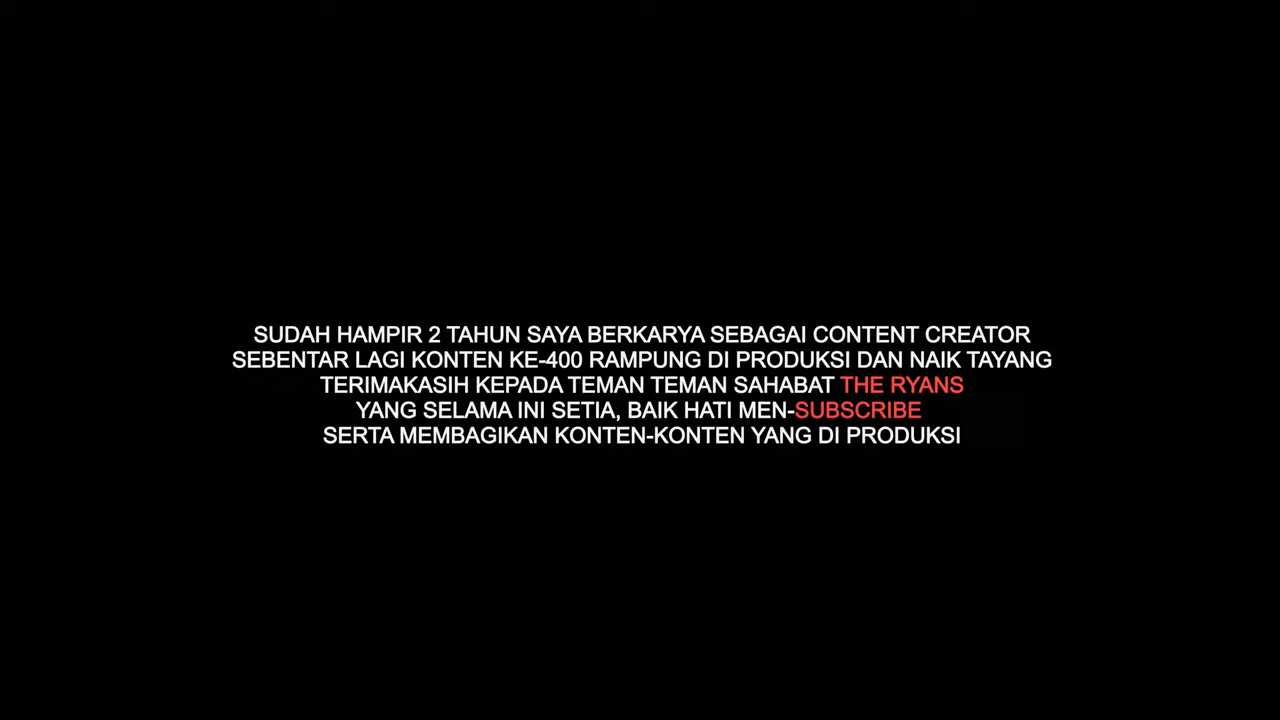 SUDAH HAMPIR 2 TAHUN SAYA BERKARYA SEBAGAI CONTENT CREATOR
SEBENTAR LAGI KONTEN KE-400 RAMPUNG DI PRODUKSI DAN NAIK TAYANG
TERIMAKASIH KEPADA TEMAN TEMAN SAHABAT THE RYANS
YANG SELAMA INI SETIA, BAIK HATI MEN-SUBSCRIBE
SERTA MEMBAGIKAN KONTEN-KONTEN YANG DI PRODUKSI